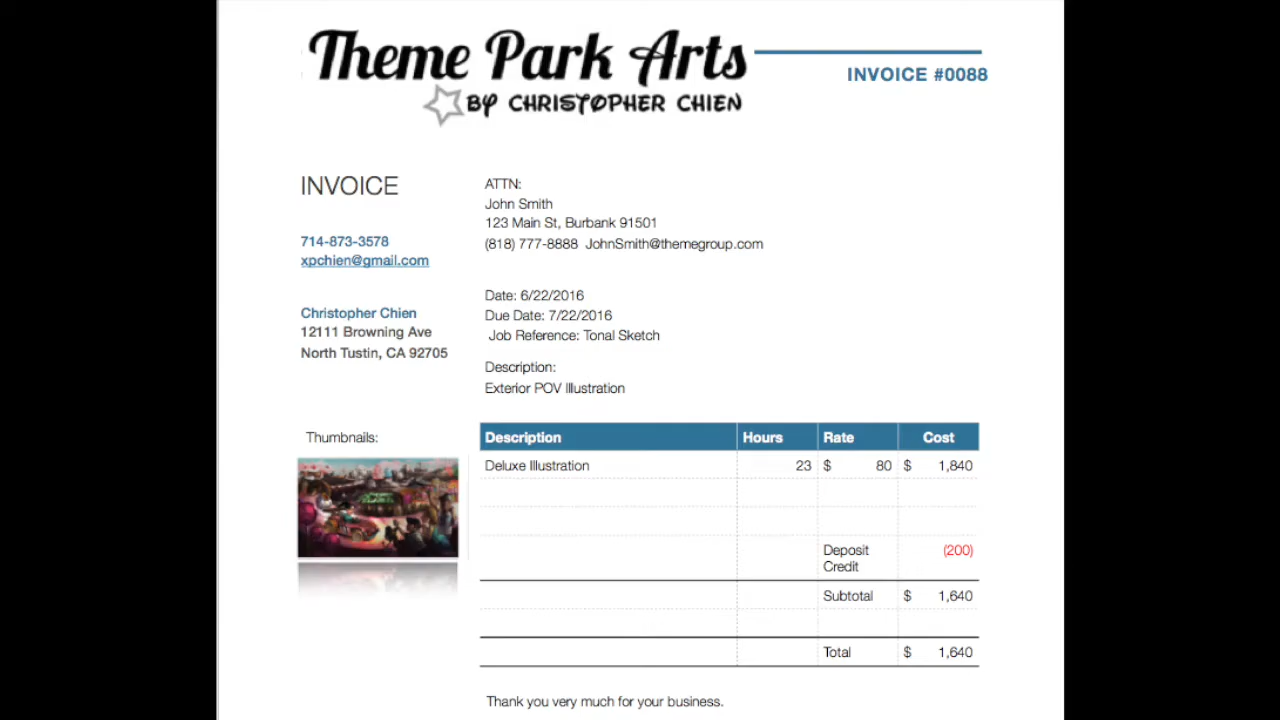 Theme Park Arts
BY CHRISTOPHER CHIEN
INVOICE #0088
INVOICE
714-873-3578
xpchien@gmail.com
Christopher Chien
12111 Browning Ave
North Tustin, CA 92705
ATTN:
John Smith
123 Main St, Burbank 91501
(818) 777-8888 JohnSmith@themegroup.com
Date: 6/22/2016
Due Date: 7/22/2016
Job Reference: Tonal Sketch
Description:
Exterior POV Illustration
Thumbnails:
Description Hours Rate Cost
Deluxe Illustration 23 $ 80 $ 1,840
Deposit Credit (200)
Subtotal $ 1,640
Total $ 1,640
Thank you very much for your business.